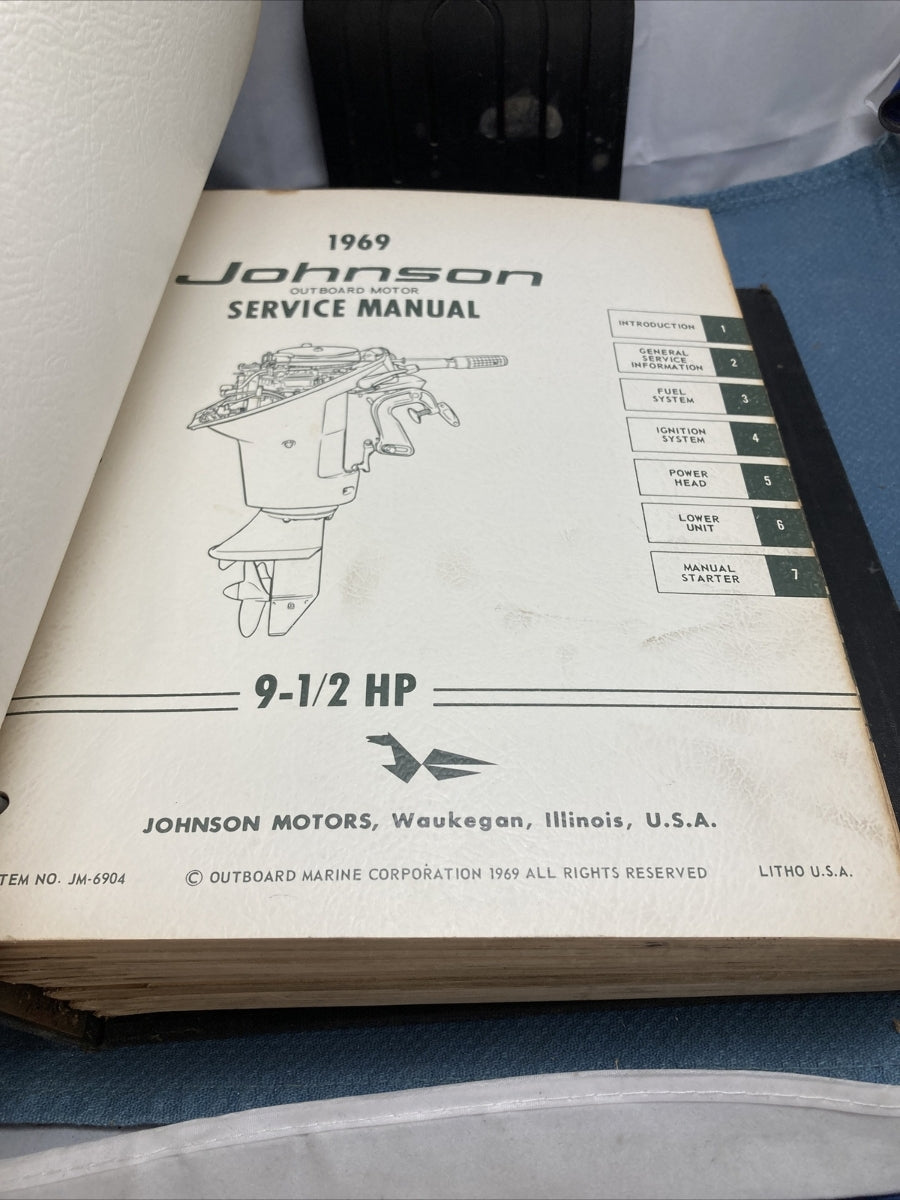 1969
Johnson
OUTBOARD MOTOR
SERVICE MANUAL
INTRODUCTION 1
GENERAL
SERVICE
INFORMATION 2
FUEL
SYSTEM 3
IGNITION
SYSTEM 4
POWER
HEAD 5
LOWER
UNIT 6
MANUAL
STARTER 7
9-1/2 HP
JOHNSON MOTORS, Waukegan, Illinois, U.S.A.
TEM NO. JM-6904
© OUTBOARD MARINE CORPORATION 1969 ALL RIGHTS RESERVED
LITHO U.S.A.